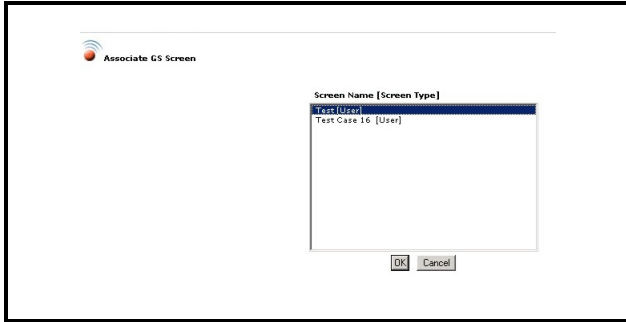 Associate GS Screen
Screen Name [Screen Type]
Test [User]
Test Case 16 [User]
OK Cancel